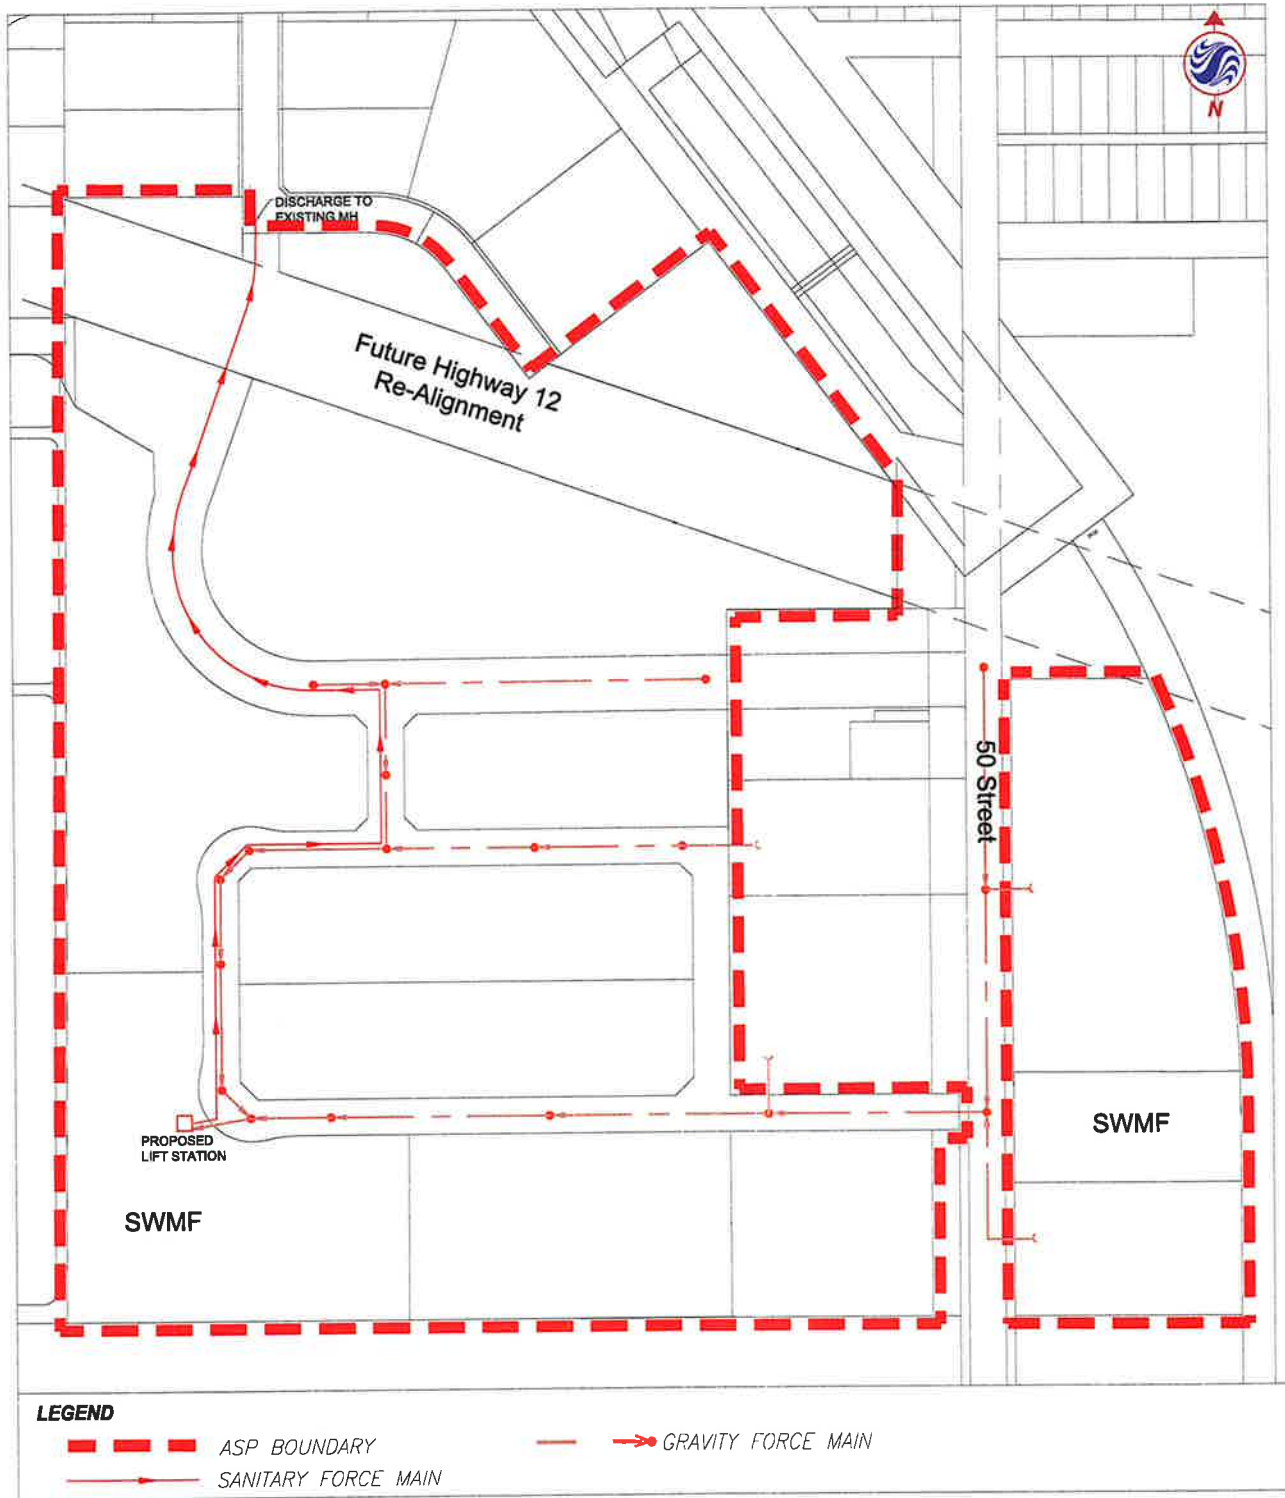 N
DISCHARGE TO
EXISTING MH
Future Highway 12
Re-Alignment
50 Street
PROPOSED
LIFT STATION
SWMF
SWMF
LEGEND
ASP BOUNDARY
GRAVITY FORCE MAIN
SANITARY FORCE MAIN